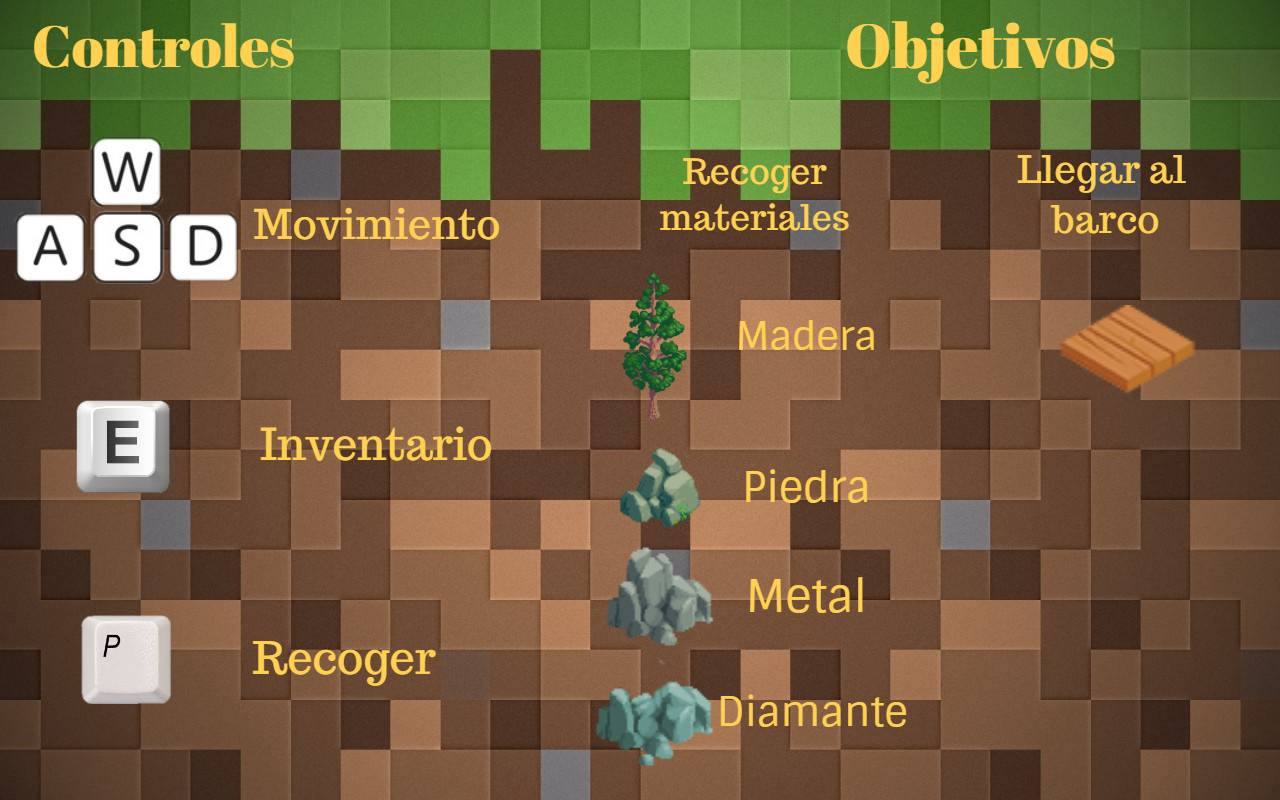 Controles
W
A S D
Movimiento
E
Inventario
P
Recoger
Objetivos
Recoger
materiales
Madera
Piedra
Metal
Diamante
Llegar al
barco